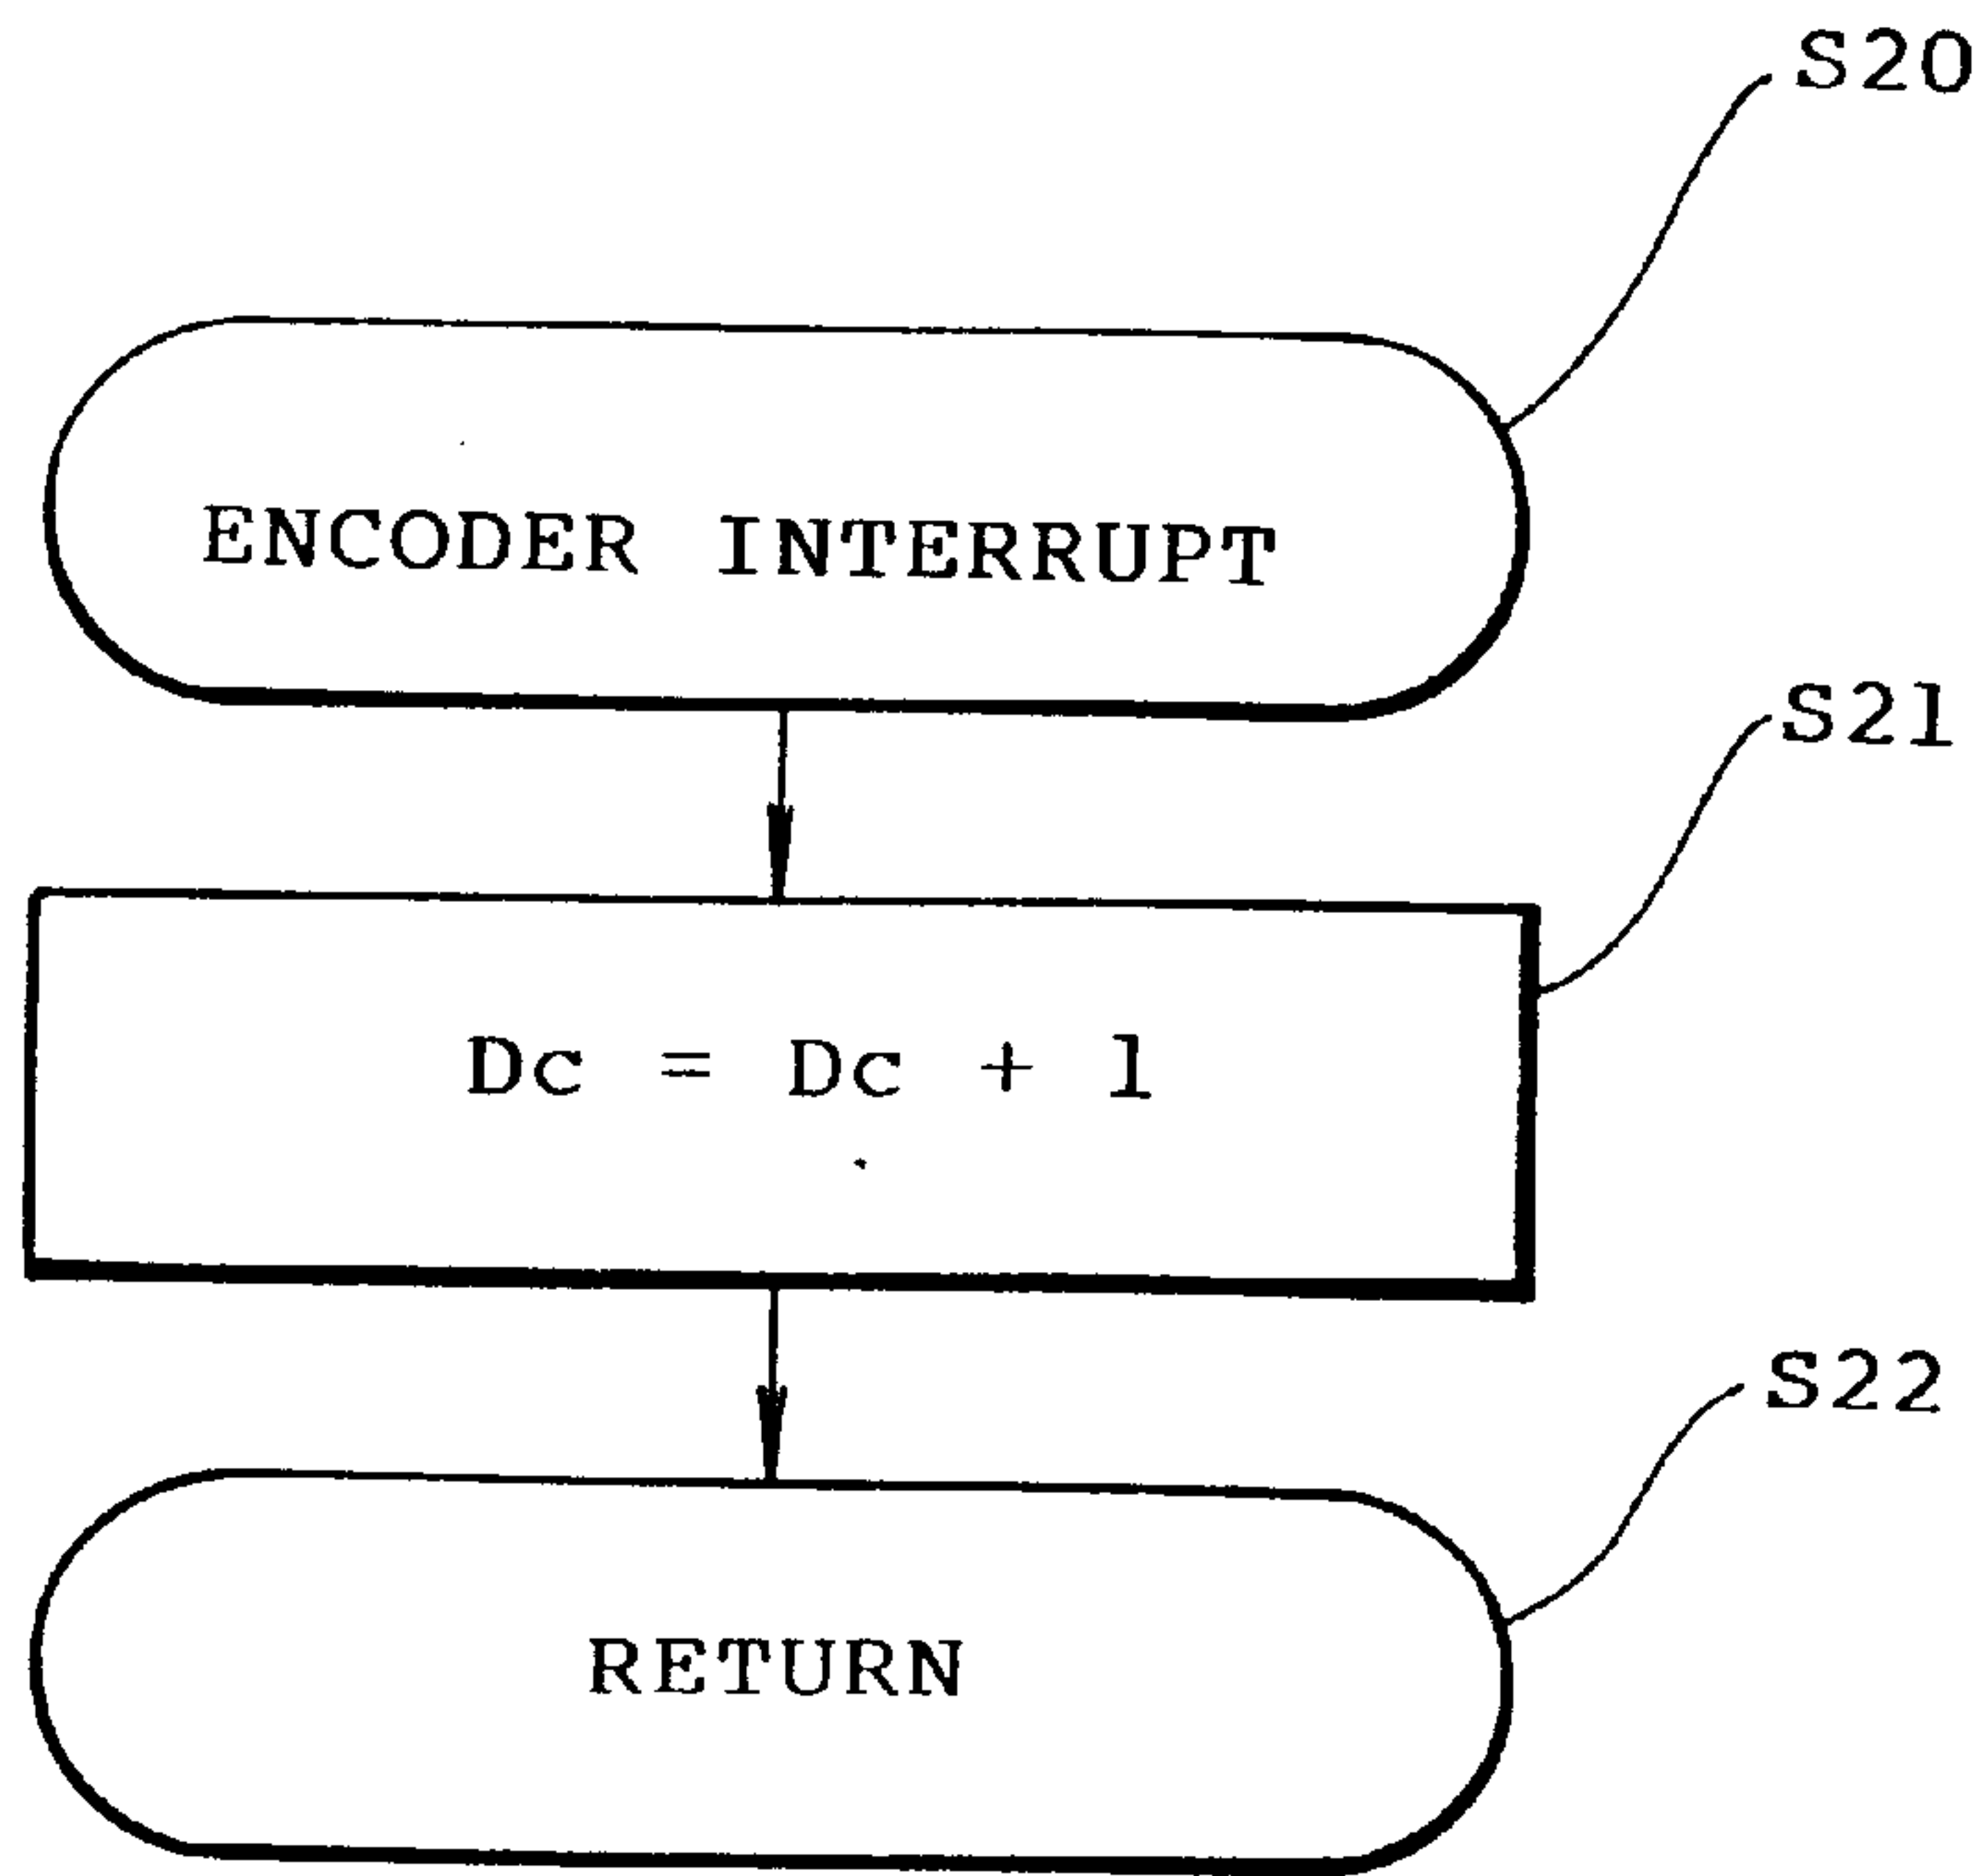 S20
ENCODER INTERRUPT
S21
Dc = Dc + 1
S22
RETURN